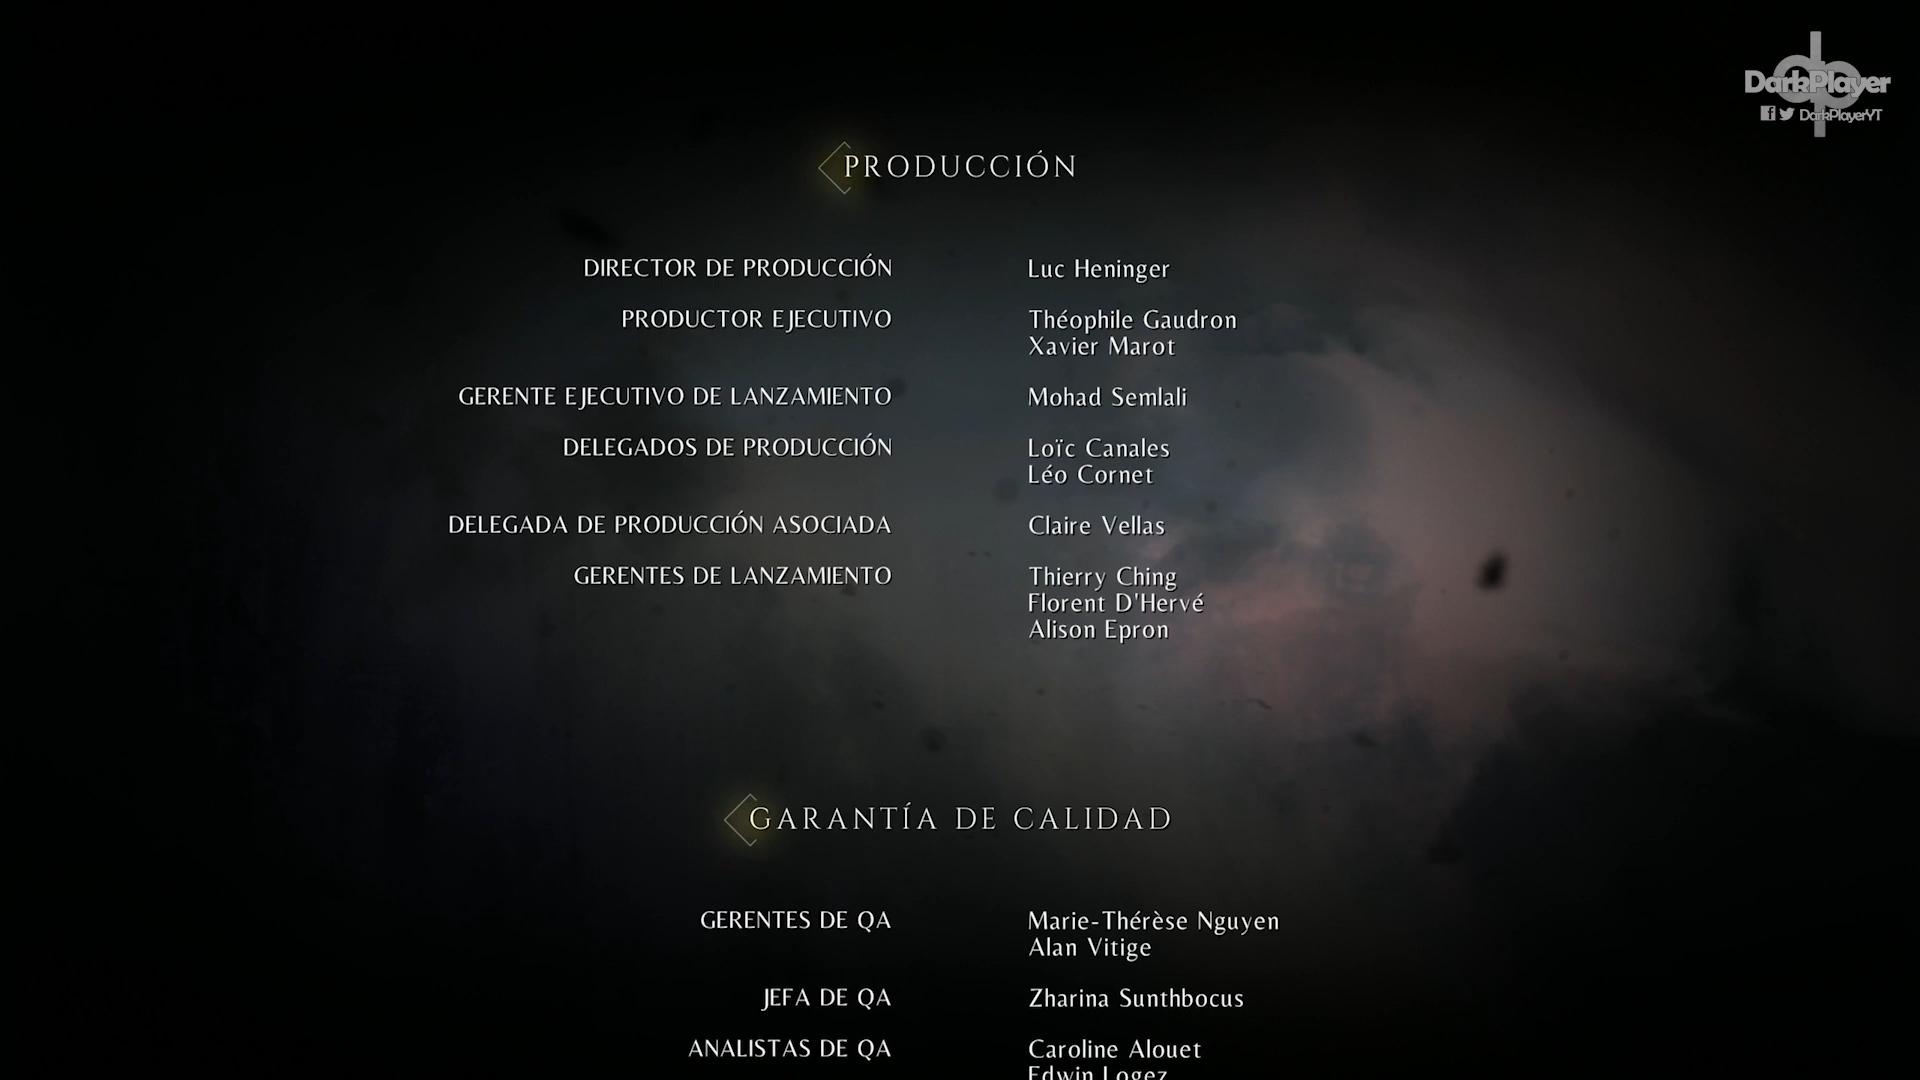 DarkPlayer
DarkPlayerYT
PRODUCCIÓN
DIRECTOR DE PRODUCCIÓN Luc Heninger
PRODUCTOR EJECUTIVO Théophile Gaudron
Xavier Marot
GERENTE EJECUTIVO DE LANZAMIENTO Mohad Semlali
DELEGADOS DE PRODUCCIÓN Loïc Canales
Léo Cornet
DELEGADA DE PRODUCCIÓN ASOCIADA Claire Vellas
GERENTES DE LANZAMIENTO Thierry Ching
Florent D'Hervé
Alison Epron
GARANTÍA DE CALIDAD
GERENTES DE QA Marie-Thérèse Nguyen
Alan Vitige
JEFA DE QA Zharina Sunthbocus
ANALISTAS DE QA Caroline Alouet
Edwin Logez